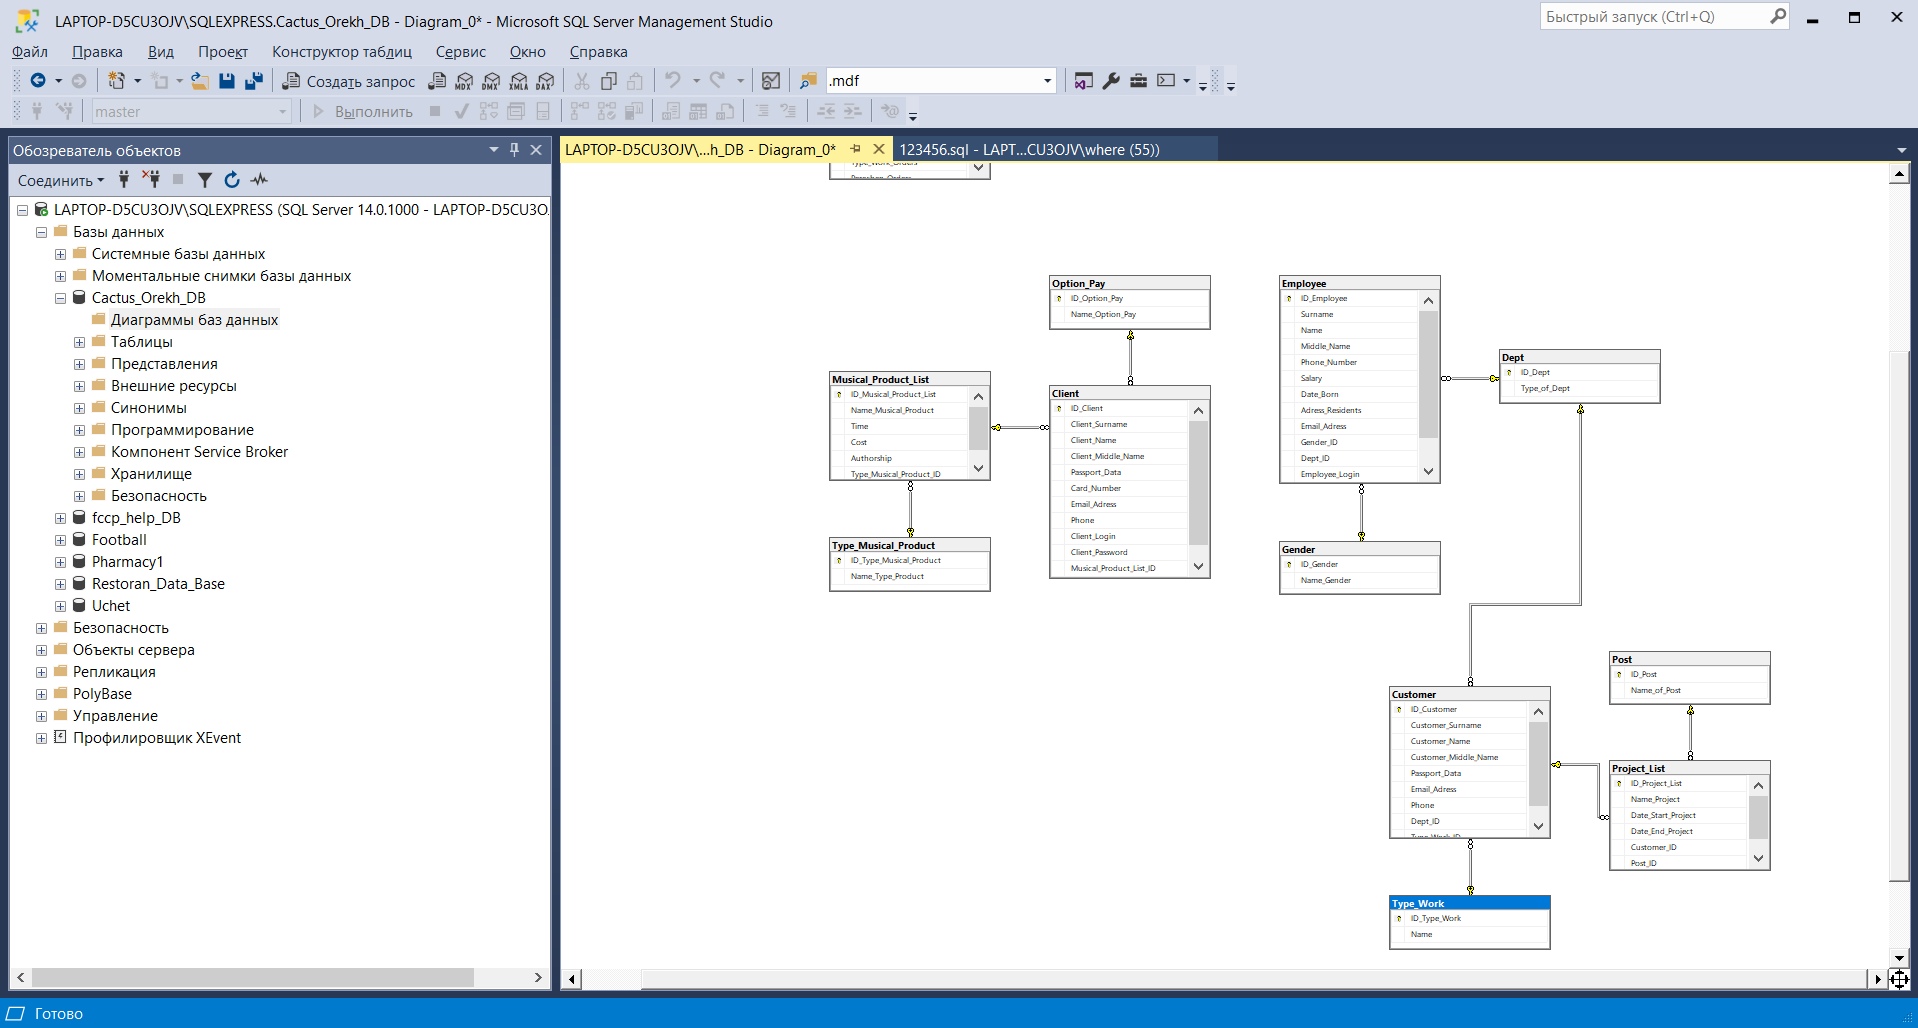 LAPTOP-D5CU3OJV\SQLEXPRESS.Cactus_Orekh_DB - Diagram_0* - Microsoft SQL Server Management Studio
Быстрый запуск (Ctrl+Q)
Файл Правка Вид Проект Конструктор таблиц Сервис Окно Справка
Создать запрос MDX DMX XMLA DAX .mdf
master Выполнить
Обозреватель объектов
Соединить
LAPTOP-D5CU3OJV\SQLEXPRESS (SQL Server 14.0.1000 - LAPTOP-D5CU3O
Базы данных
Системные базы данных
Моментальные снимки базы данных
Cactus_Orekh_DB
Диаграммы баз данных
Таблицы
Представления
Внешние ресурсы
Синонимы
Программирование
Компонент Service Broker
Хранилище
Безопасность
fccp_help_DB
Football
Pharmacy1
Restoran_Data_Base
Uchet
Безопасность
Объекты сервера
Репликация
PolyBase
Управление
Профилировщик XEvent
LAPTOP-D5CU3OJV\...h_DB - Diagram_0*
123456.sql - LAPT...CU3OJV\where (55))
Type_Work_Orders
Option_Pay
ID_Option_Pay
Name_Option_Pay
Musical_Product_List
ID_Musical_Product_List
Name_Musical_Product
Time
Cost
Authorship
Type_Musical_Product_ID
Client
ID_Client
Client_Surname
Client_Name
Client_Middle_Name
Passport_Data
Card_Number
Email_Adress
Phone
Client_Login
Client_Password
Musical_Product_List_ID
Type_Musical_Product
ID_Type_Musical_Product
Name_Type_Product
Employee
ID_Employee
Surname
Name
Middle_Name
Phone_Number
Salary
Date_Born
Adress_Residents
Email_Adress
Gender_ID
Dept_ID
Employee_Login
Dept
ID_Dept
Type_of_Dept
Gender
ID_Gender
Name_Gender
Customer
ID_Customer
Customer_Surname
Customer_Name
Customer_Middle_Name
Passport_Data
Email_Adress
Phone
Dept_ID
Type_Work_ID
Post
ID_Post
Name_of_Post
Project_List
ID_Project_List
Name_Project
Date_Start_Project
Date_End_Project
Customer_ID
Post_ID
Type_Work
ID_Type_Work
Name
Готово